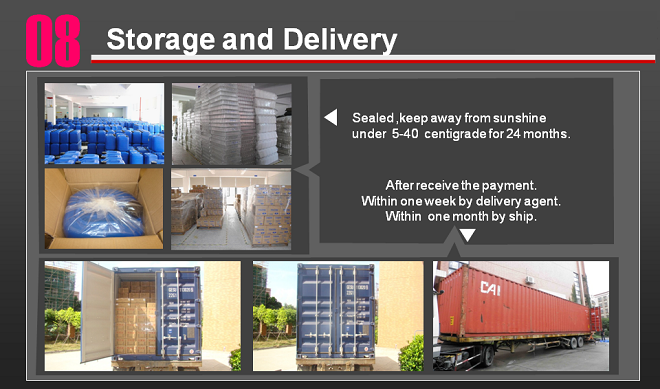 08 Storage and Delivery
Sealed ,keep away from sunshine
under 5-40 centigrade for 24 months.
After receive the payment.
Within one week by delivery agent.
Within one month by ship.
CAI